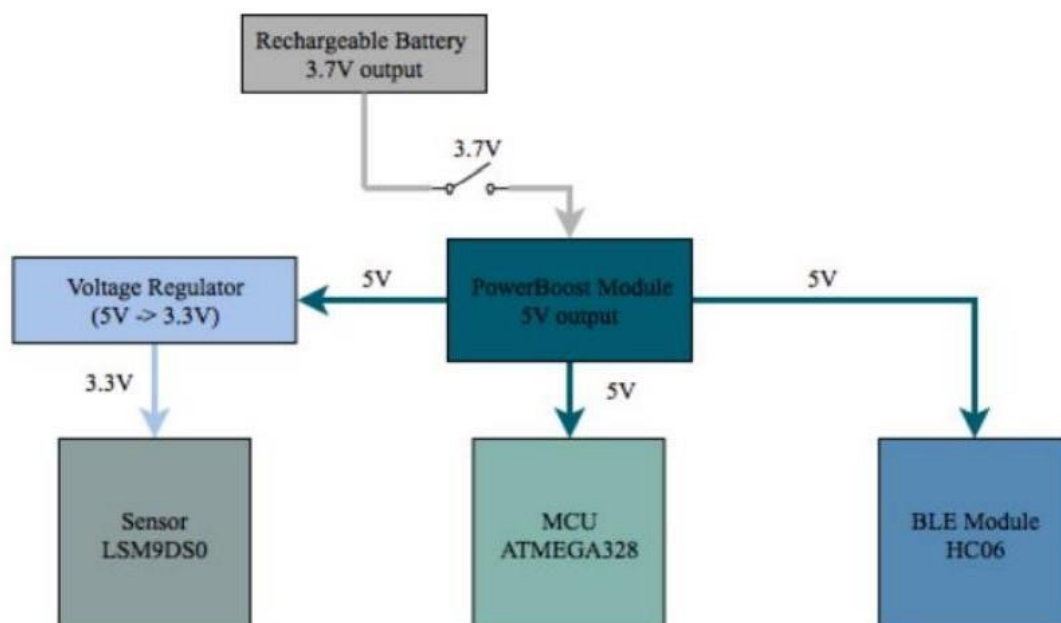 Rechargeable Battery
3.7V output
3.7V
Voltage Regulator
(5V -> 3.3V)
5V
PowerBoost Module
5V output
5V
3.3V
5V
Sensor
LSM9DS0
MCU
ATMEGA328
BLE Module
HC06